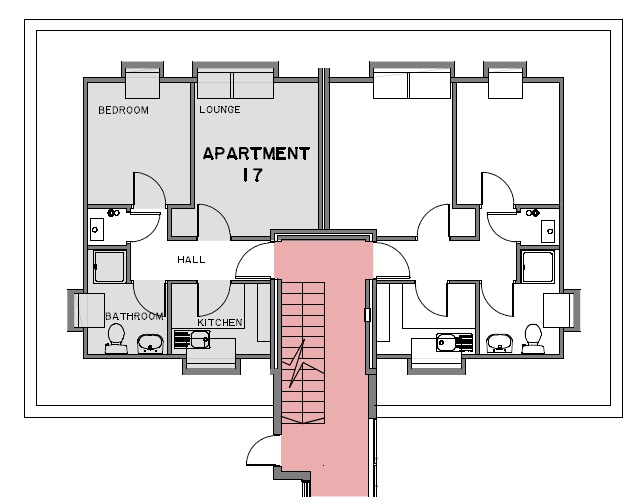 BEDROOM
LOUNGE
APARTMENT
17
HALL
BATHROOM
KITCHEN